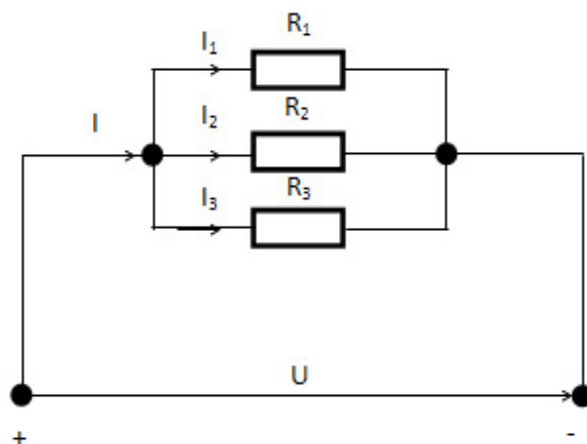 R₁
I₁
R₂
I₂
I
R₃
I₃
U
+ -